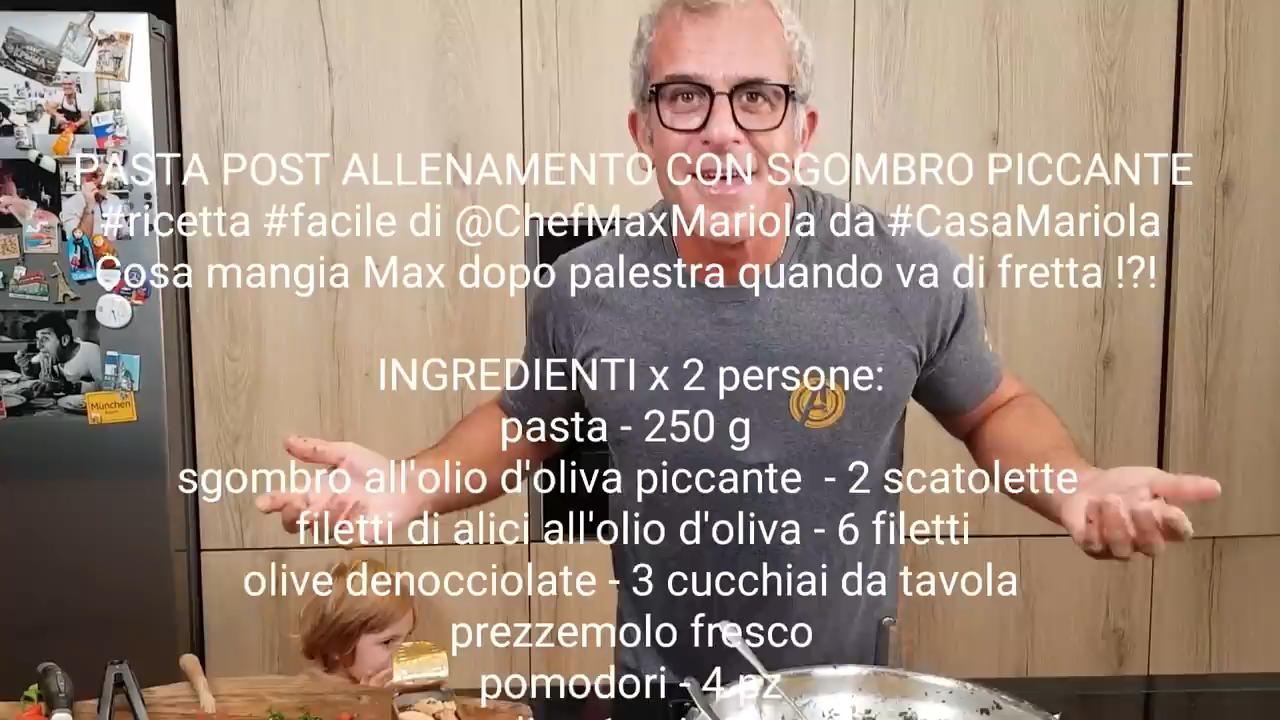 PASTA POST ALLENAMENTO CON SGOMBRO PICCANTE
#ricetta #facile di @ChefMaxMariola da #CasaMariola
Cosa mangia Max dopo palestra quando va di fretta !?!
INGREDIENTI x 2 persone:
pasta - 250 g
sgombro all'olio d'oliva piccante - 2 scatolette
filetti di alici all'olio d'oliva - 6 filetti
olive denocciolate - 3 cucchiai da tavola
prezzemolo fresco
pomodori - 4 pz
München